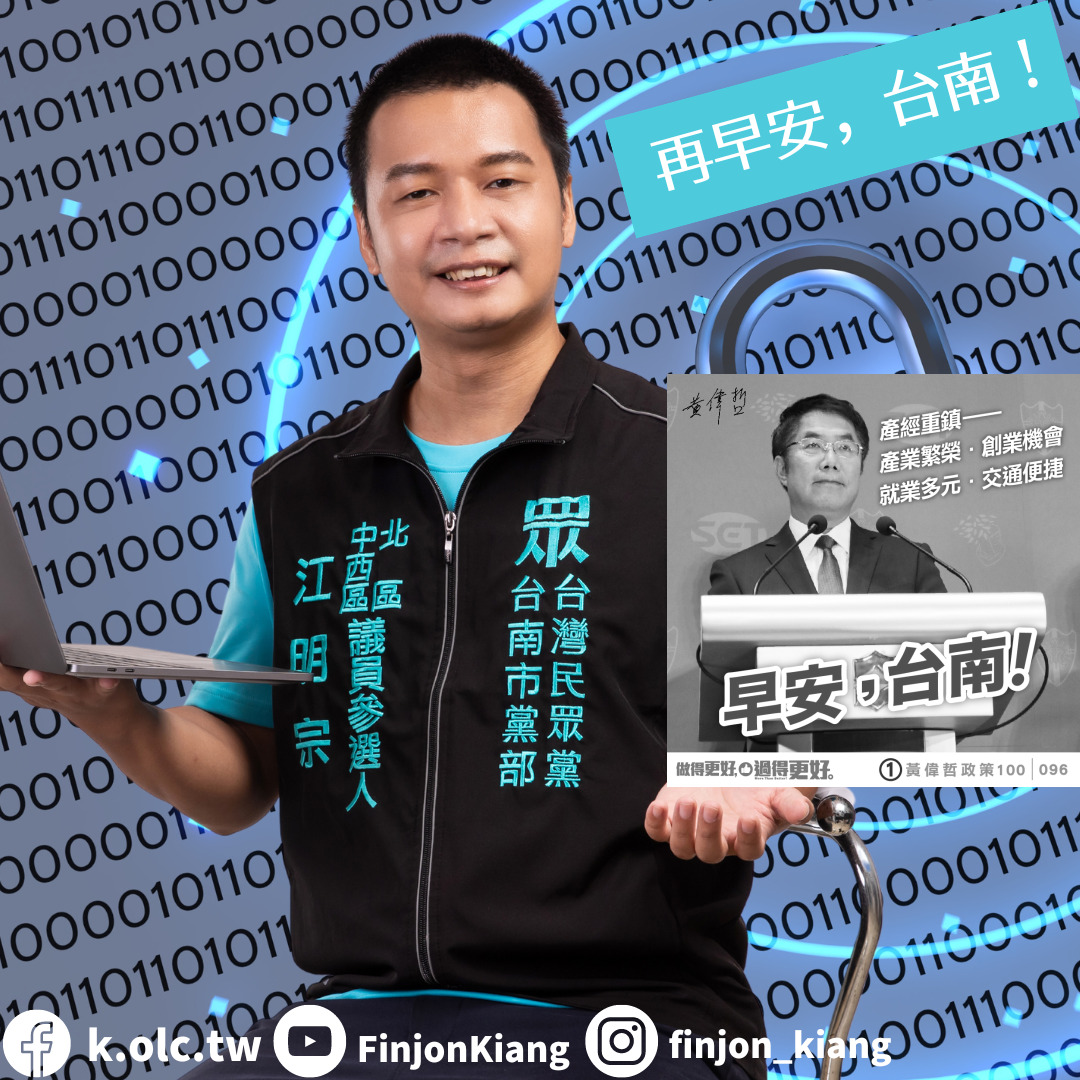 再早安，台南！
黃偉哲
產經重鎮——
產業繁榮．創業機會
就業多元．交通便捷
早安，台南!
做得更好，過得更好。
①黃偉哲政策100｜096
北區
中西區
議員參選人
江明宗
眾
台灣民眾黨
台南市黨部
k.olc.tw
FinjonKiang
finjon_kiang